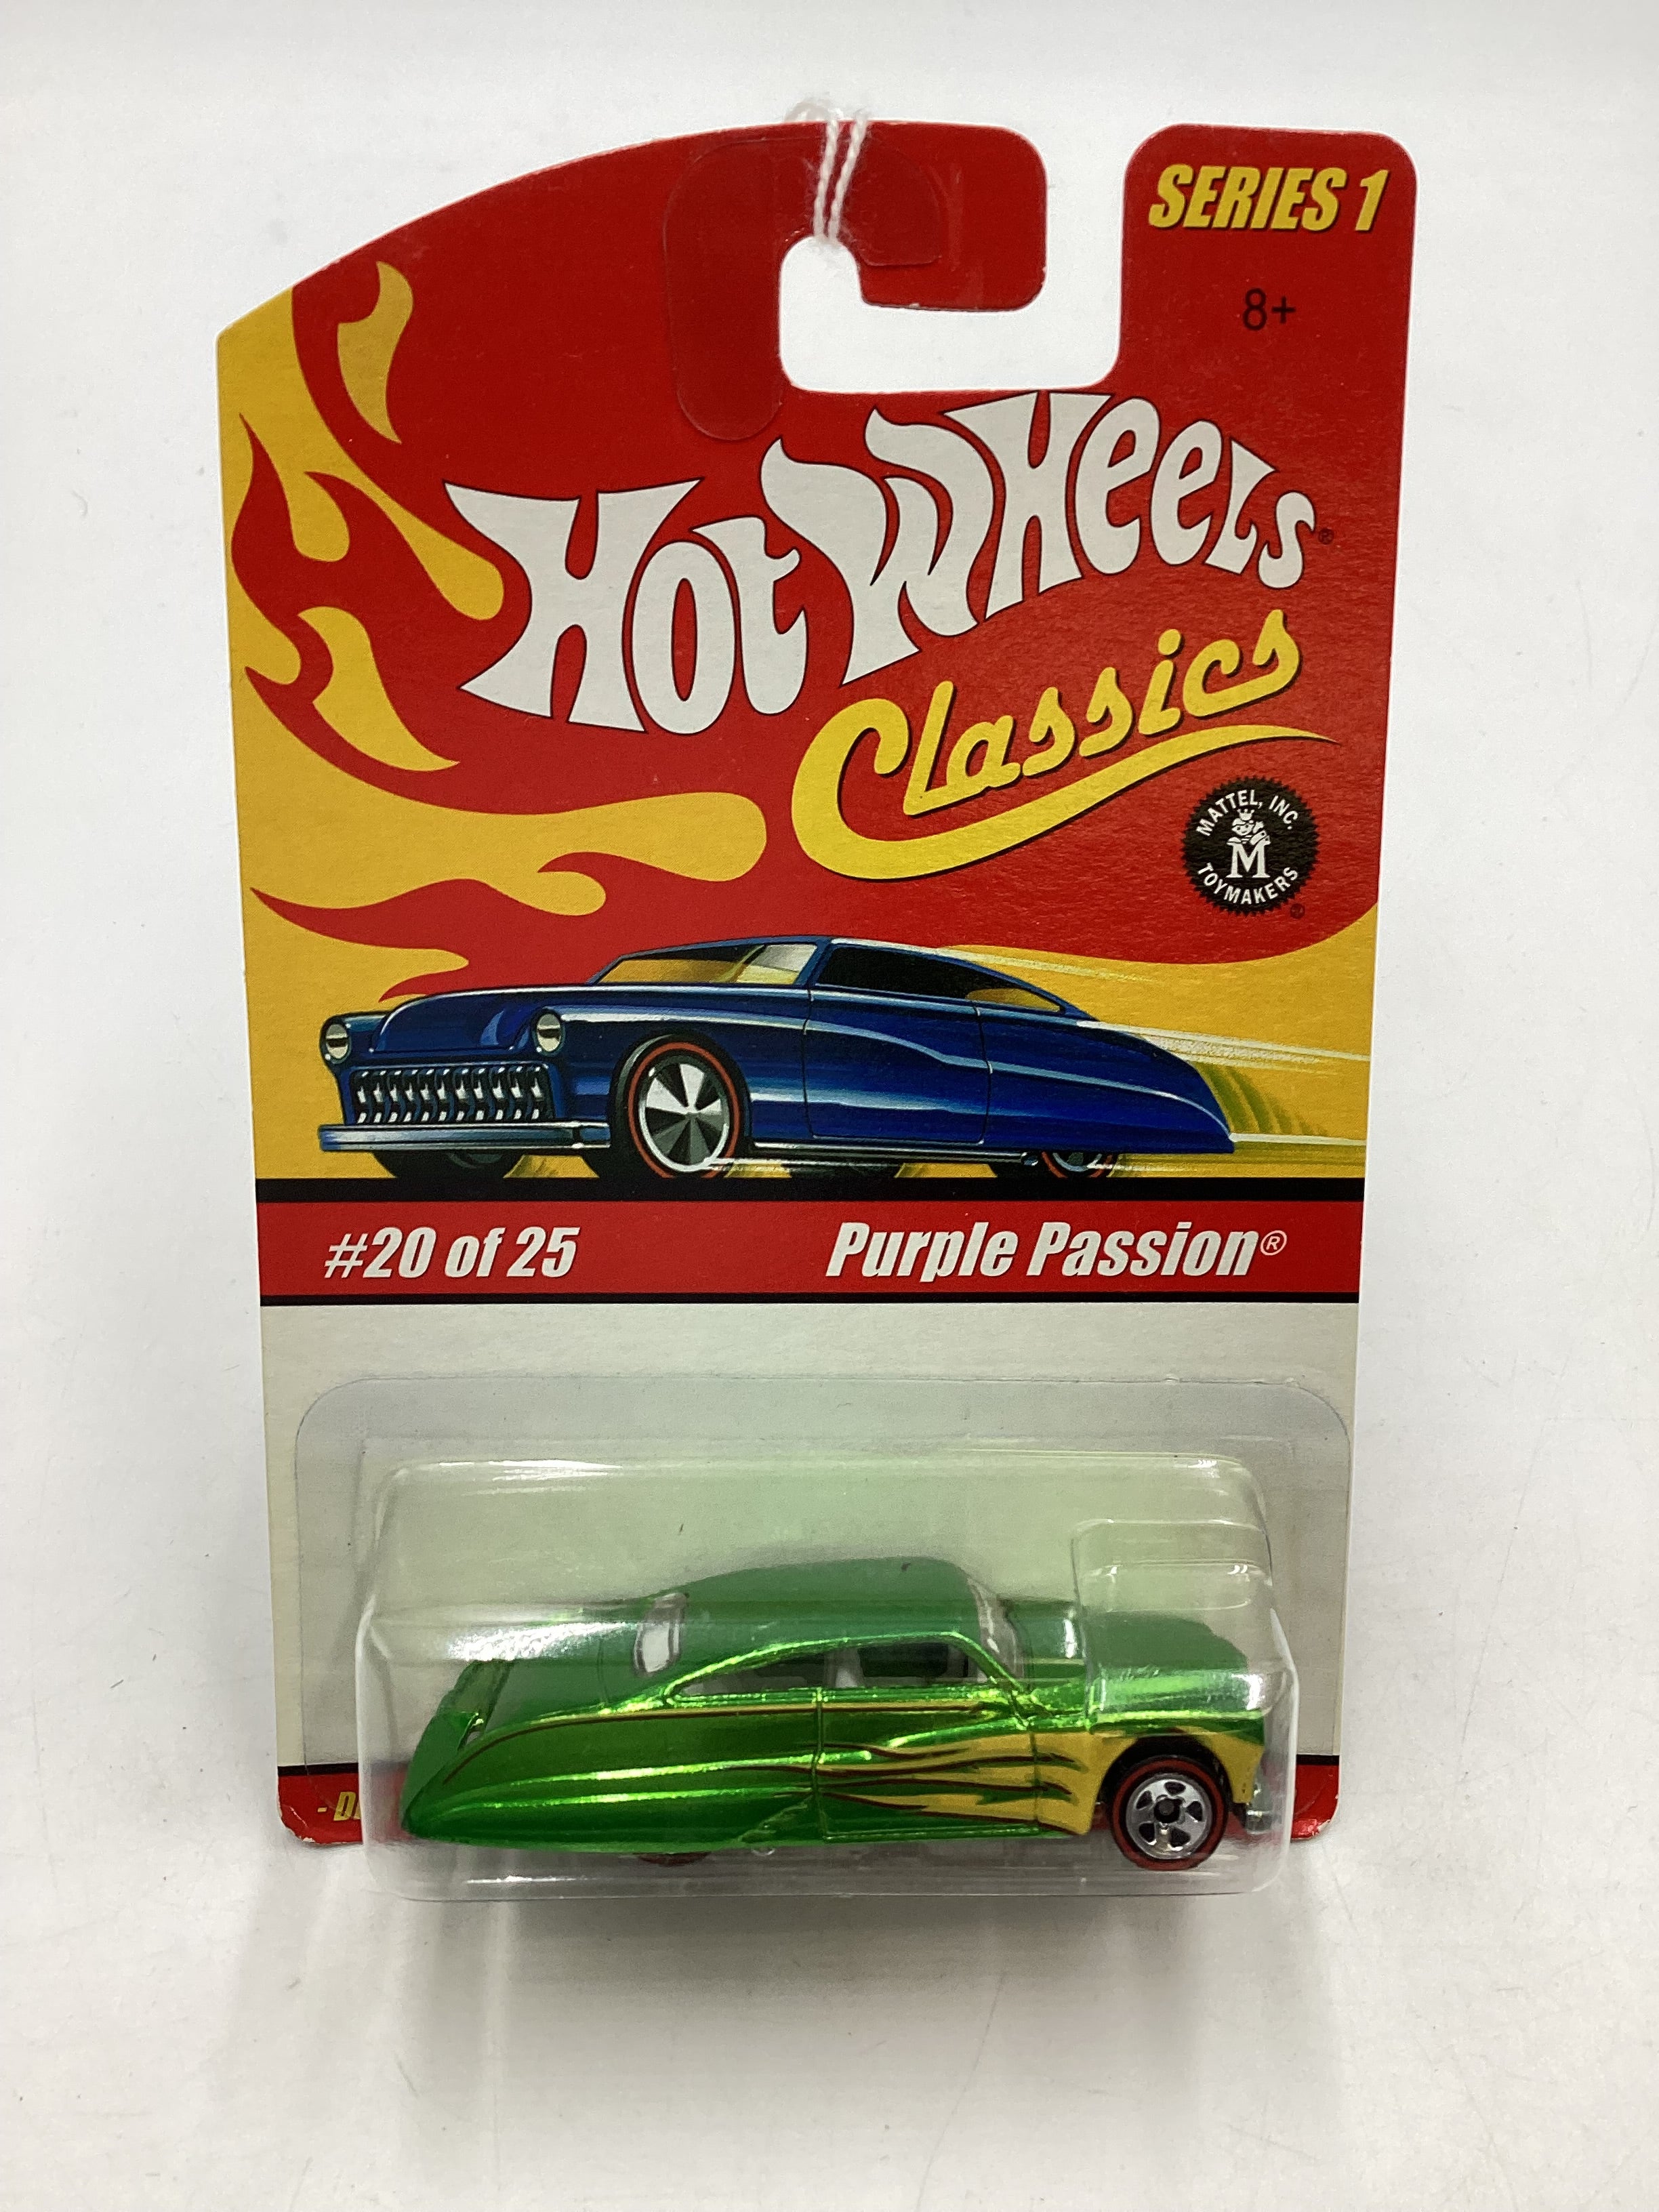 SERIES 1
8+
Hot Wheels®
Classics
MATTEL, INC.
M
TOYMAKERS
®
#20 of 25 Purple Passion®